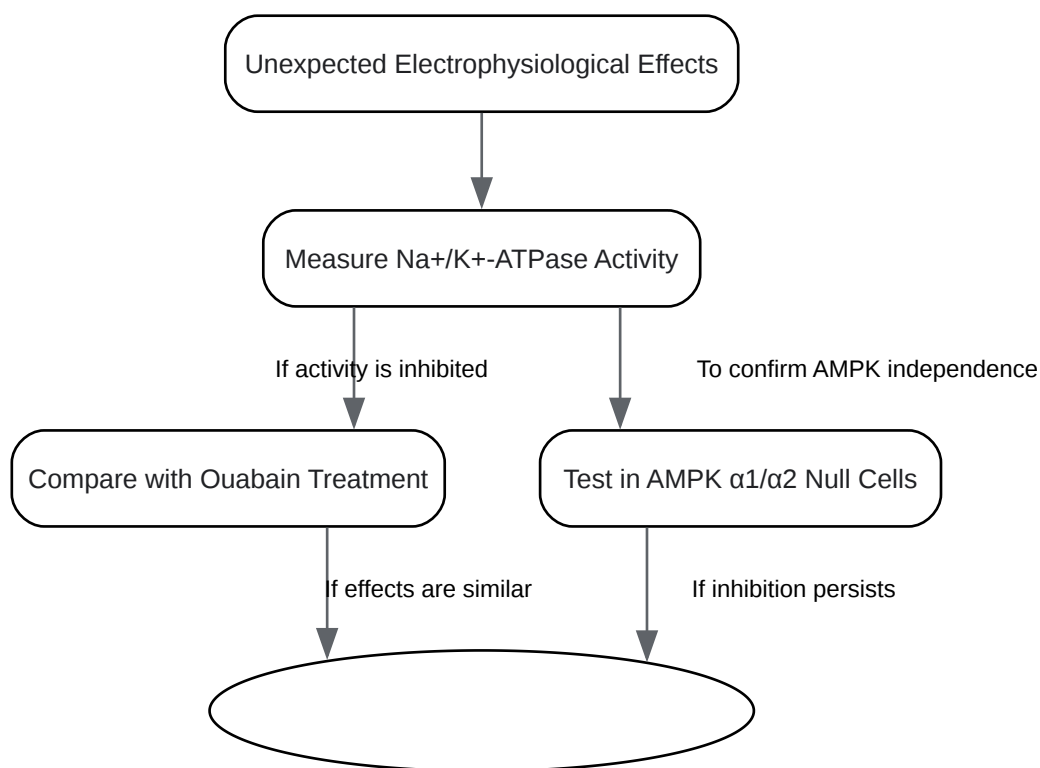 Unexpected Electrophysiological Effects
Measure Na+/K+-ATPase Activity
If activity is inhibited
To confirm AMPK independence
Compare with Ouabain Treatment
Test in AMPK α1/α2 Null Cells
If effects are similar
If inhibition persists